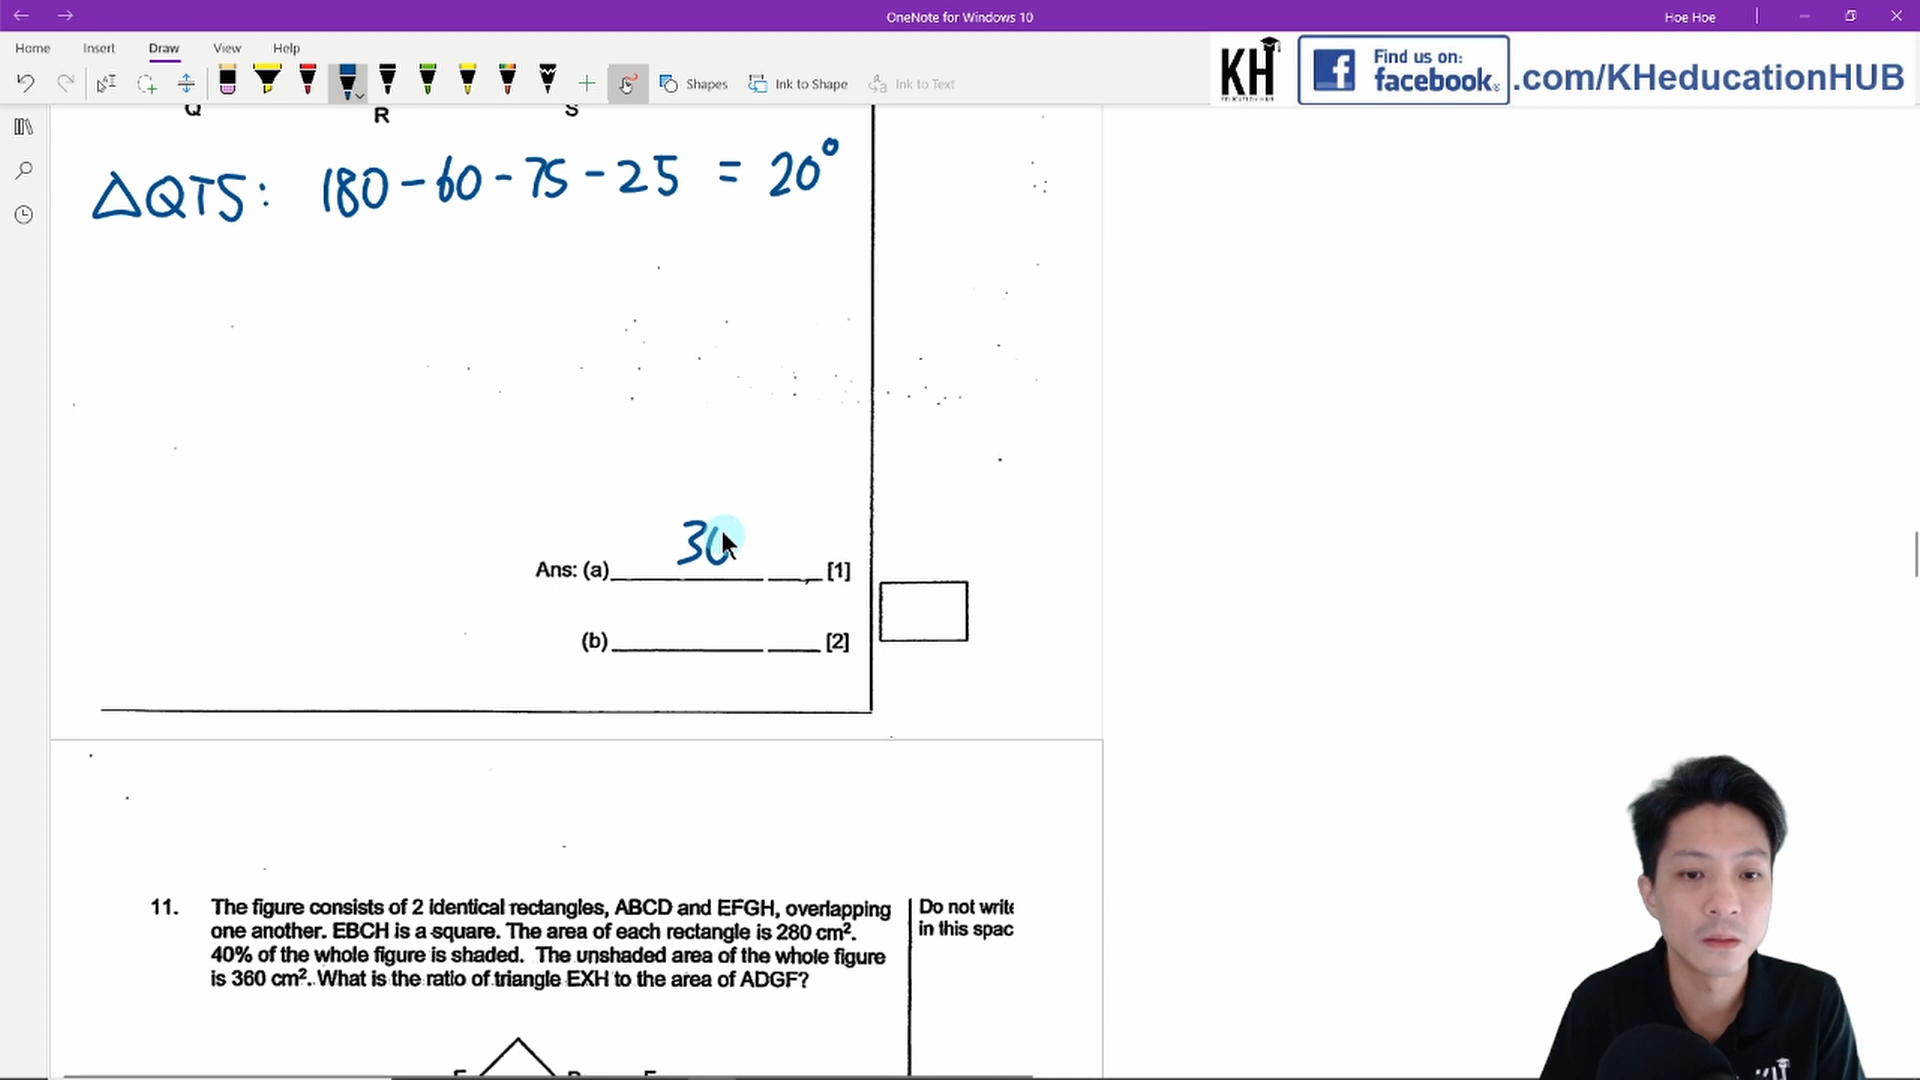 OneNote for Windows 10
Hoe Hoe
Home Insert Draw View Help
Shapes Ink to Shape Ink to Text
KH
Find us on:
facebook .com/KHeducationHUB
Q R S
△QTS: 180 - 60 - 75 - 25 = 20°
30
Ans: (a) [1]
(b) [2]
11. The figure consists of 2 identical rectangles, ABCD and EFGH, overlapping
one another. EBCH is a square. The area of each rectangle is 280 cm².
40% of the whole figure is shaded. The unshaded area of the whole figure
is 360 cm². What is the ratio of triangle EXH to the area of ADGF?
Do not write
in this spac